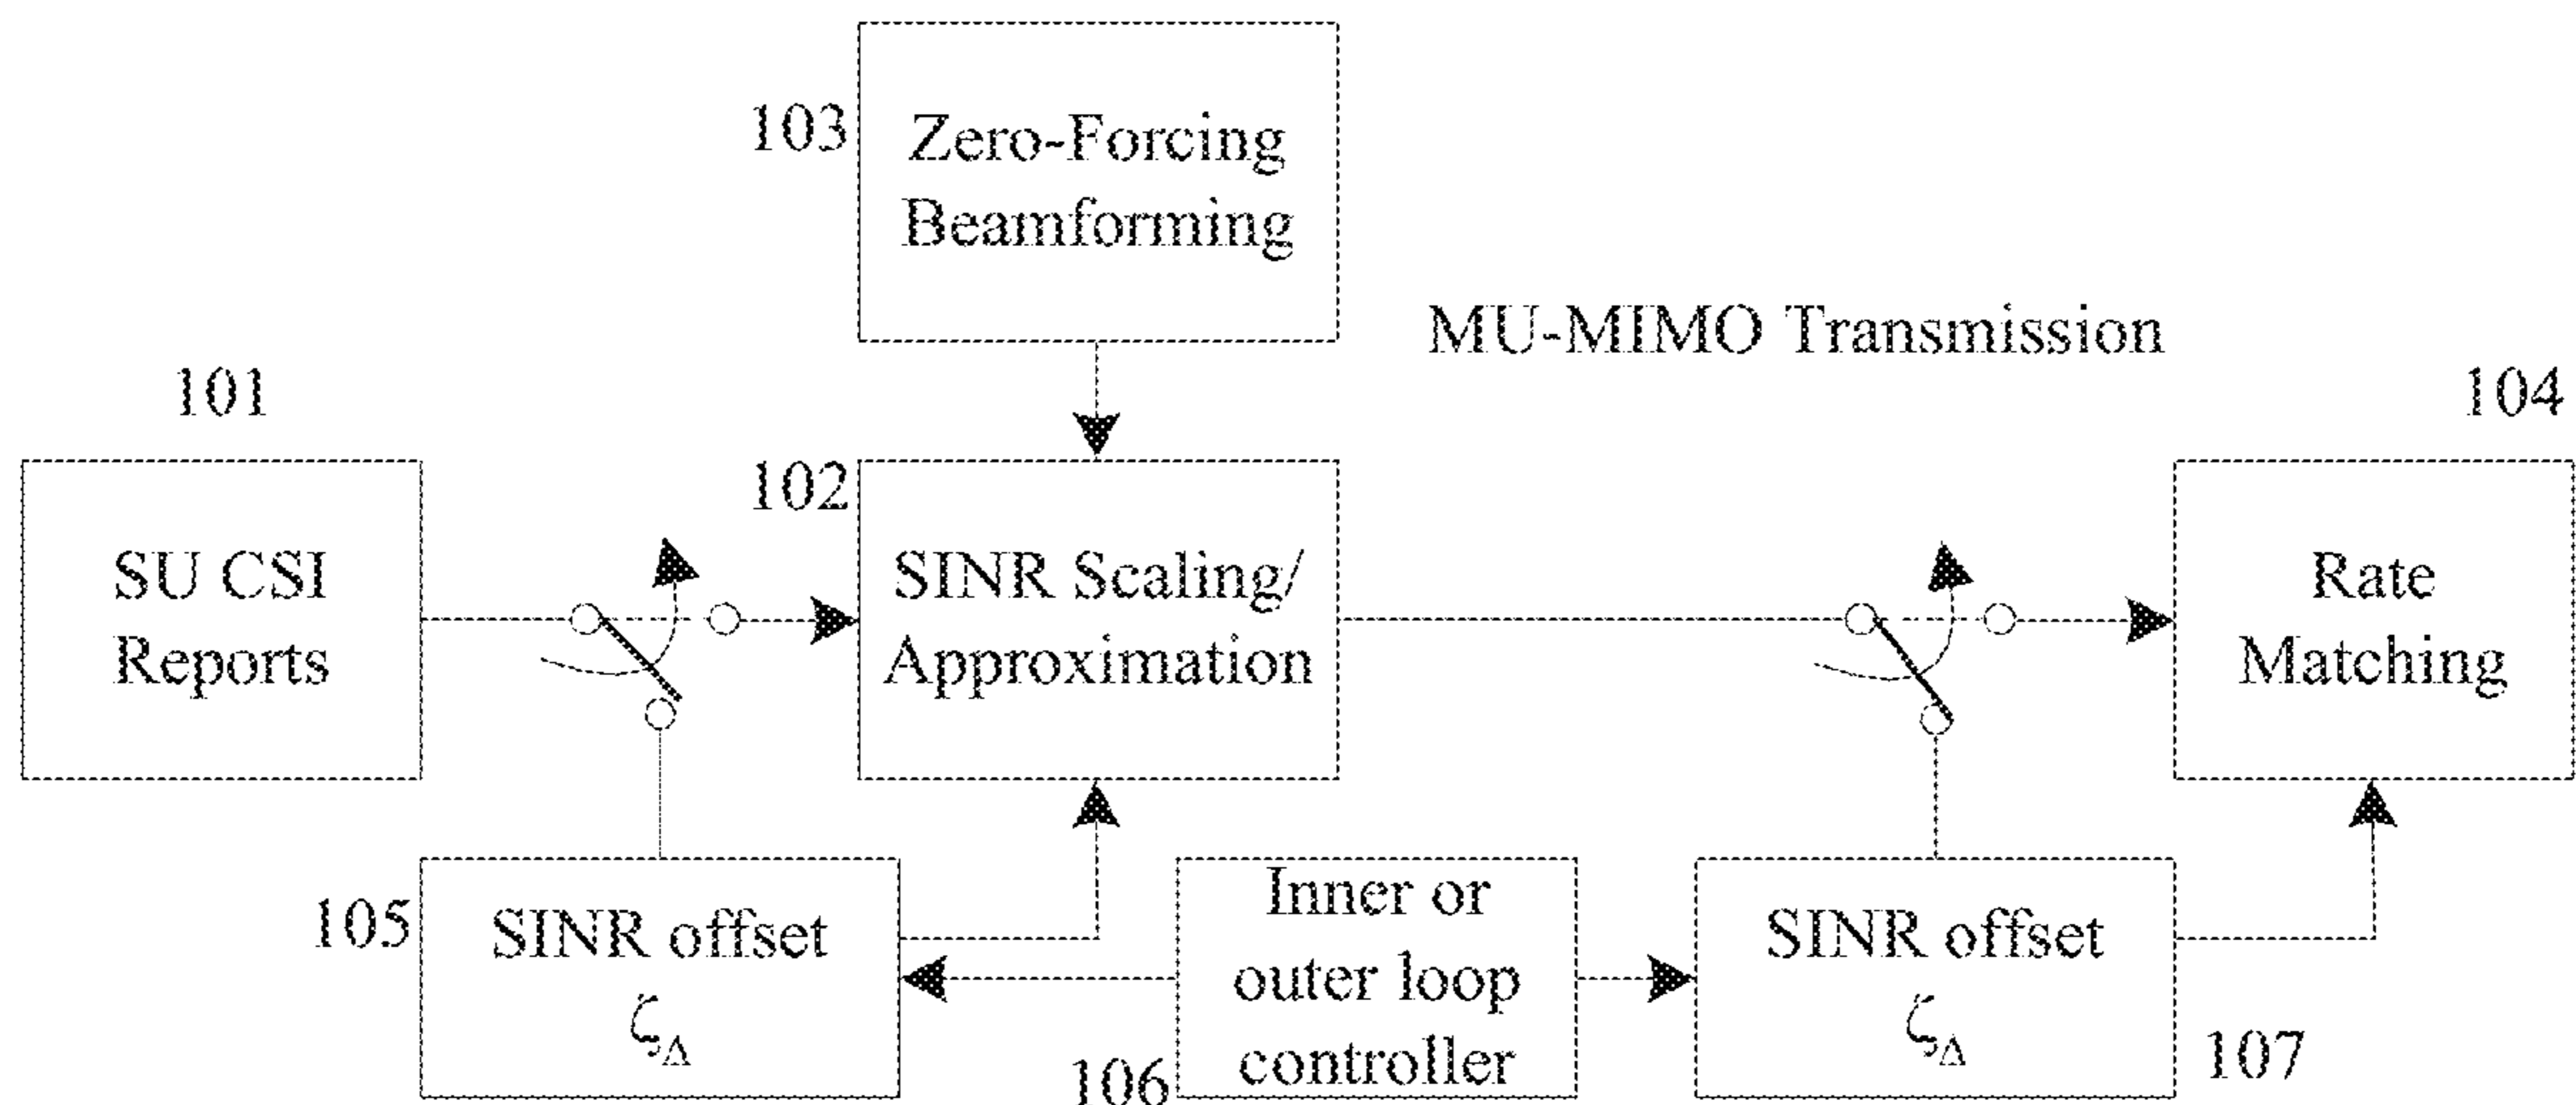 103
Zero-Forcing
Beamforming
MU-MIMO Transmission
101
104
102
SU CSI
Reports
SINR Scaling/
Approximation
Rate
Matching
105
SINR offset
ζΔ
Inner or
outer loop
controller
106
SINR offset
ζΔ
107